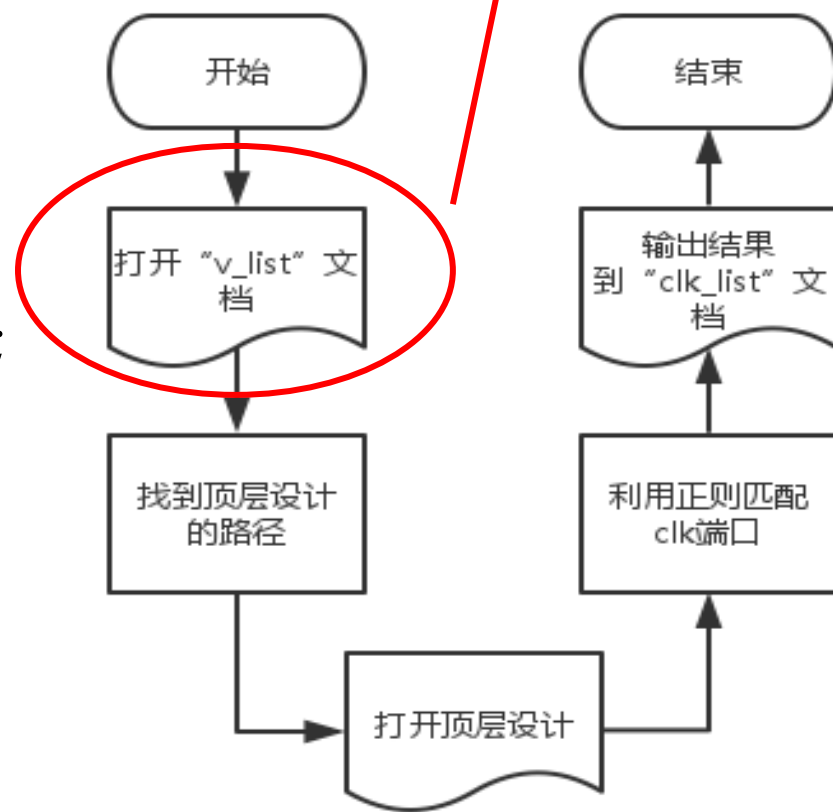 开始
打开 “v_list” 文
档
找到顶层设计
的路径
打开顶层设计
利用正则匹配
clk端口
输出结果
到 “clk_list” 文
档
结束